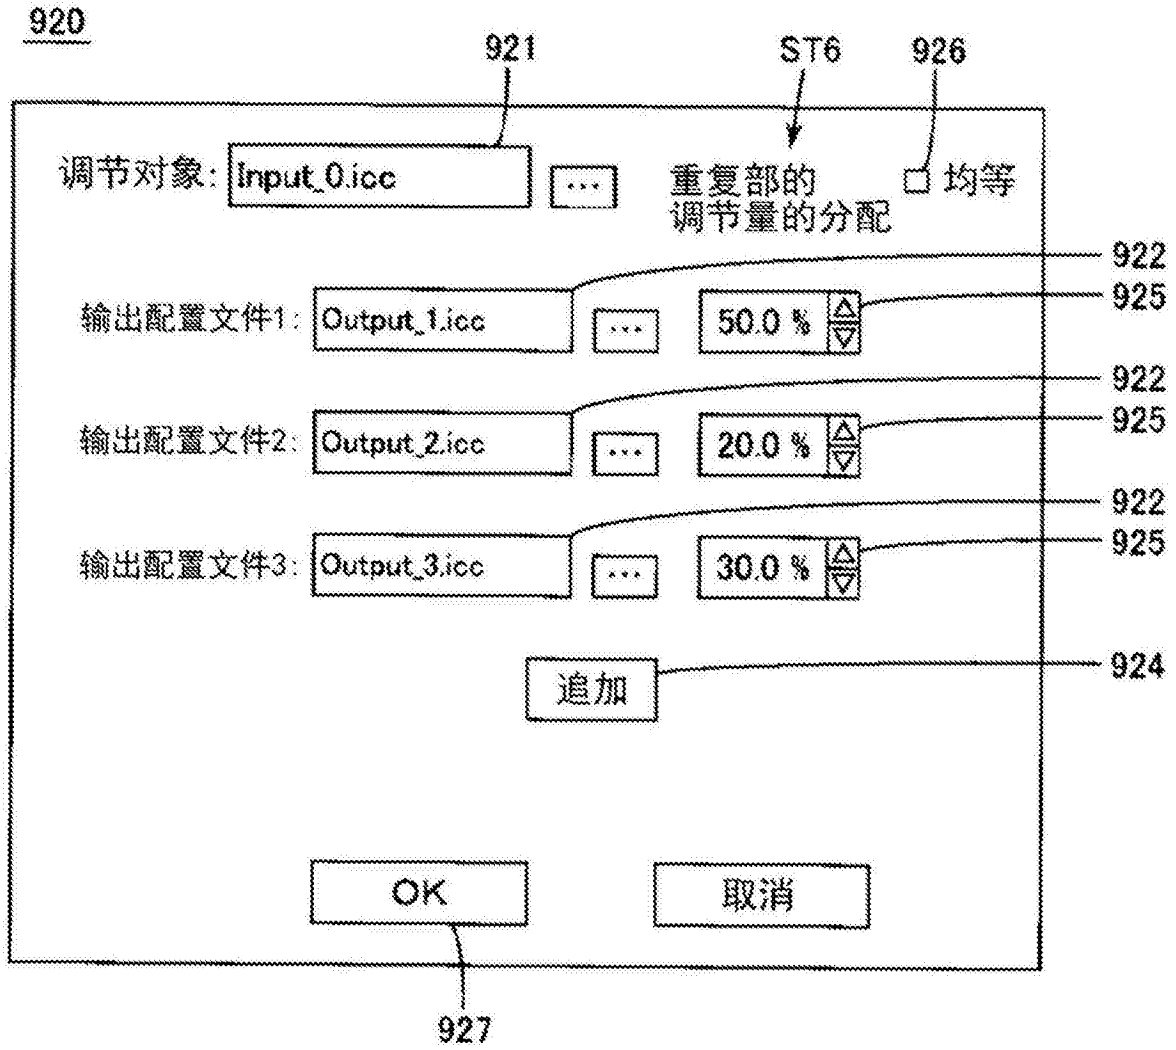 920
921
ST6
926
调节对象: Input_0.icc ...
重复部的
调节量的分配
均等
922
输出配置文件1: Output_1.icc ... 50.0 %
925
922
输出配置文件2: Output_2.icc ... 20.0 %
925
922
输出配置文件3: Output_3.icc ... 30.0 %
925
追加
924
OK
取消
927